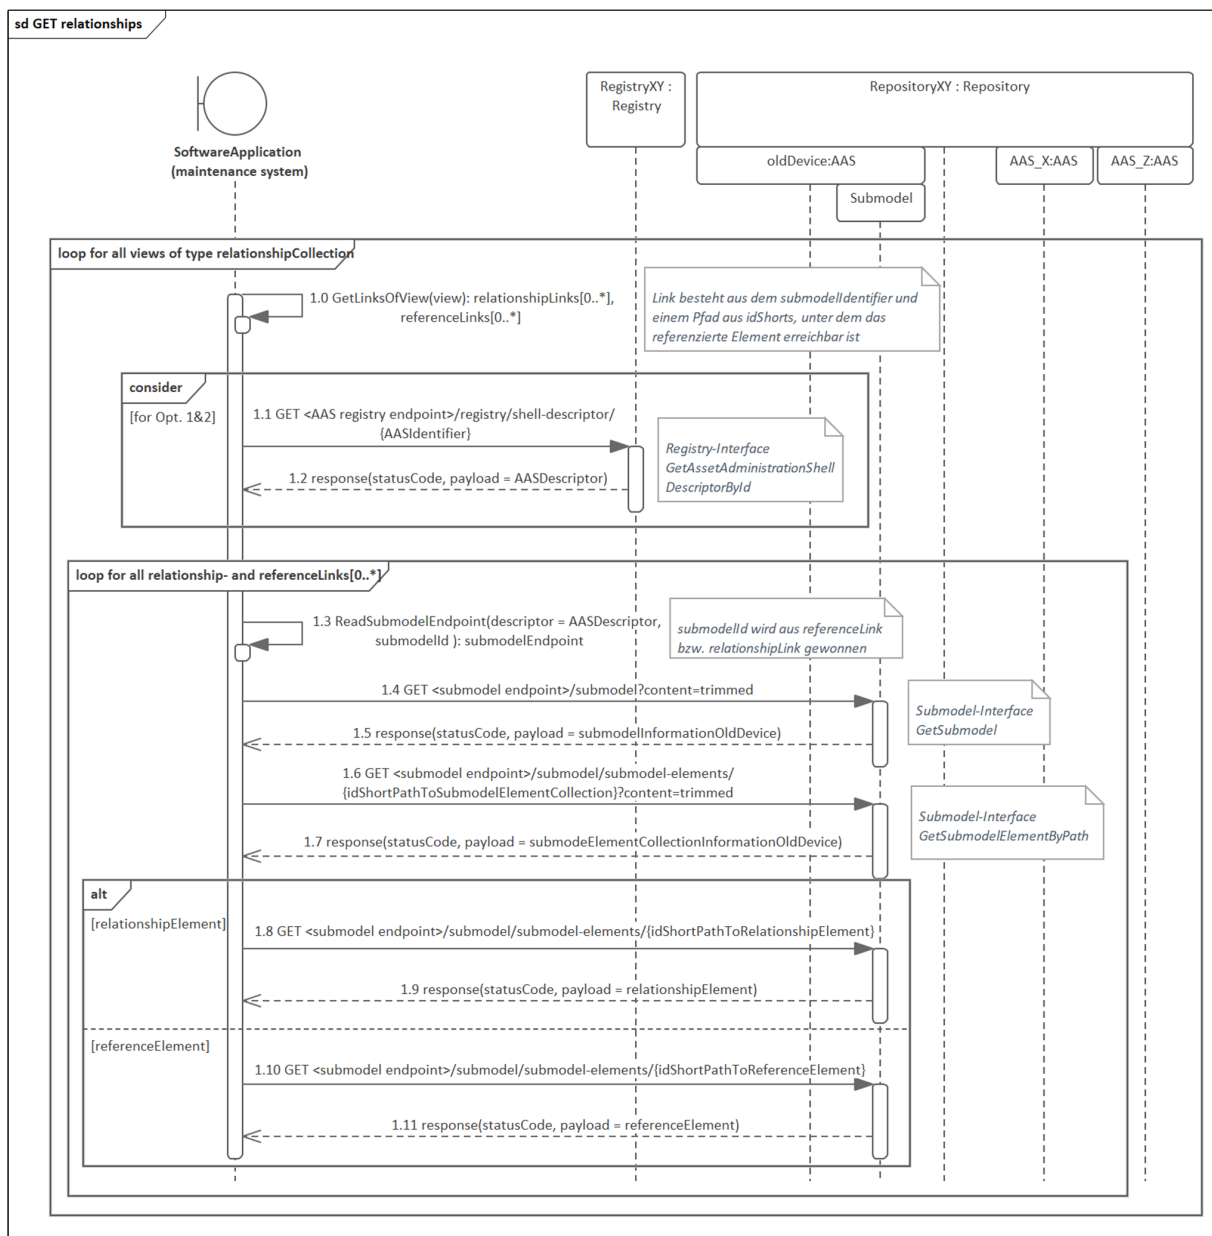 sd GET relationships
SoftwareApplication
(maintenance system)
RegistryXY :
Registry
RepositoryXY : Repository
oldDevice:AAS
Submodel
AAS_X:AAS
AAS_Z:AAS
loop for all views of type relationshipCollection
1.0 GetLinksOfView(view): relationshipLinks[0..*],
referenceLinks[0..*]
Link besteht aus dem submodelIdentifier und
einem Pfad aus idShorts, unter dem das
referenzierte Element erreichbar ist
consider
[for Opt. 1&2]
1.1 GET <AAS registry endpoint>/registry/shell-descriptor/
{AASIdentifier}
1.2 response(statusCode, payload = AASDescriptor)
Registry-Interface
GetAssetAdministrationShell
DescriptorById
loop for all relationship- and referenceLinks[0..*]
1.3 ReadSubmodelEndpoint(descriptor = AASDescriptor,
submodelId ): submodelEndpoint
submodelId wird aus referenceLink
bzw. relationshipLink gewonnen
1.4 GET <submodel endpoint>/submodel?content=trimmed
1.5 response(statusCode, payload = submodelInformationOldDevice)
Submodel-Interface
GetSubmodel
1.6 GET <submodel endpoint>/submodel/submodel-elements/
{idShortPathToSubmodelElementCollection}?content=trimmed
1.7 response(statusCode, payload = submodeElementCollectionInformationOldDevice)
Submodel-Interface
GetSubmodelElementByPath
alt
[relationshipElement]
1.8 GET <submodel endpoint>/submodel/submodel-elements/{idShortPathToRelationshipElement}
1.9 response(statusCode, payload = relationshipElement)
[referenceElement]
1.10 GET <submodel endpoint>/submodel/submodel-elements/{idShortPathToReferenceElement}
1.11 response(statusCode, payload = referenceElement)